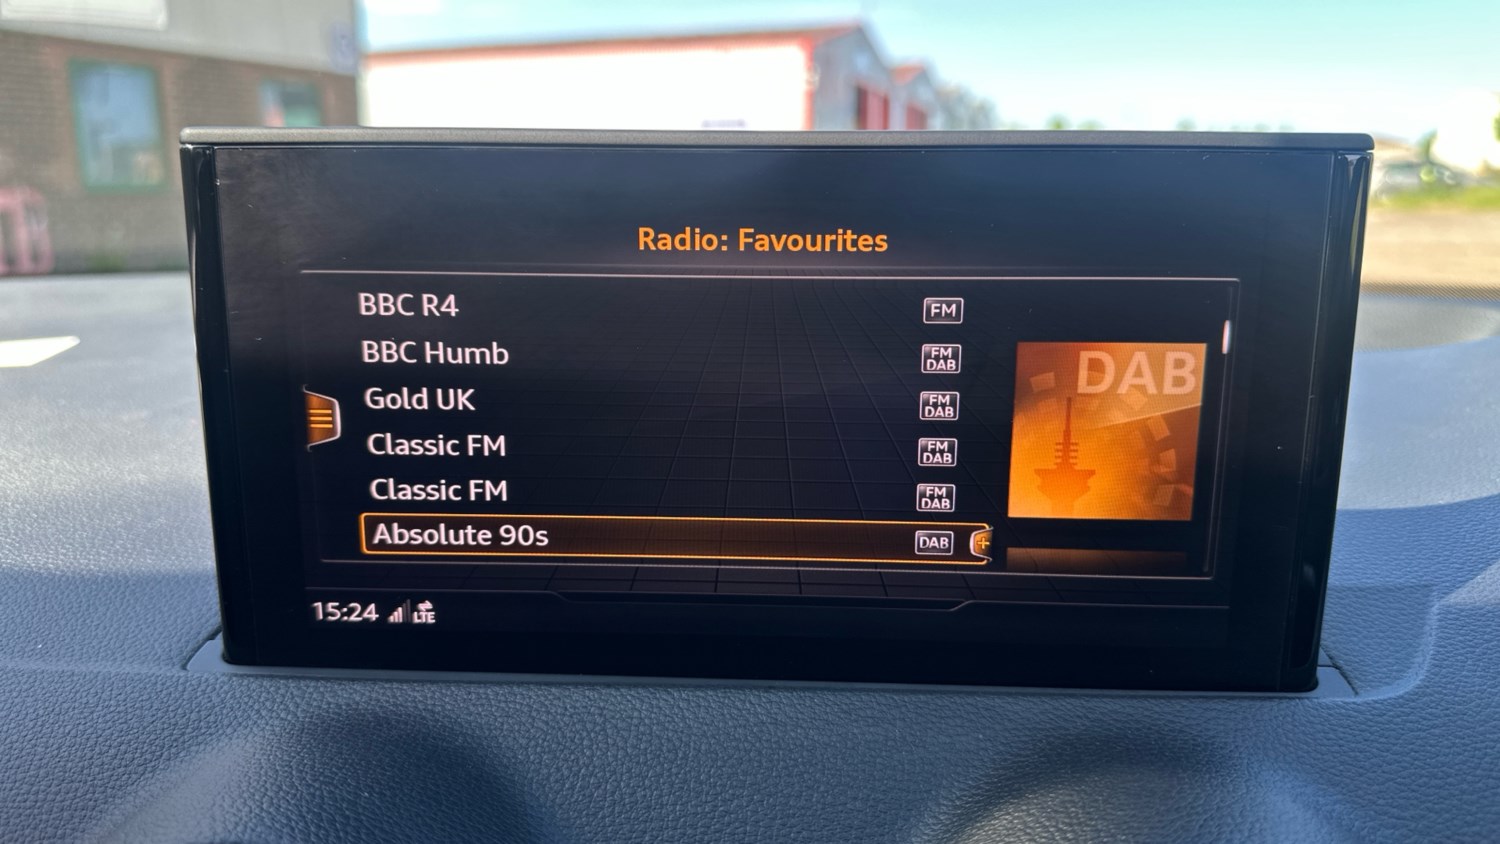 Radio: Favourites
BBC R4 FM
BBC Humb FM DAB
Gold UK FM DAB
Classic FM FM DAB
Classic FM FM DAB
Absolute 90s DAB
DAB
15:24 LTE